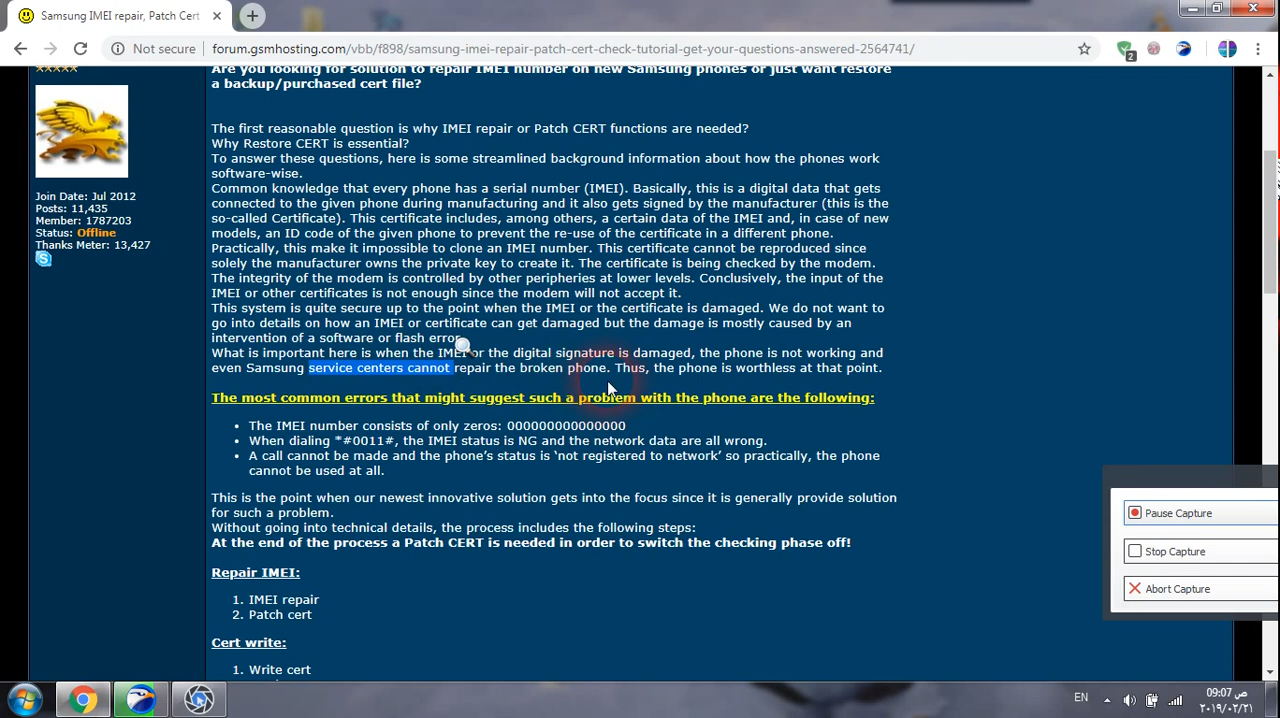 Samsung IMEI repair, Patch Cert
Not secure
forum.gsmhosting.com/vbb/f898/samsung-imei-repair-patch-cert-check-tutorial-get-your-questions-answered-2564741/
2
Are you looking for solution to repair IMEI number on new Samsung phones or just want restore
a backup/purchased cert file?
The first reasonable question is why IMEI repair or Patch CERT functions are needed?
Why Restore CERT is essential?
To answer these questions, here is some streamlined background information about how the phones work
software-wise.
Common knowledge that every phone has a serial number (IMEI). Basically, this is a digital data that gets
connected to the given phone during manufacturing and it also gets signed by the manufacturer (this is the
so-called Certificate). This certificate includes, among others, a certain data of the IMEI and, in case of new
models, an ID code of the given phone to prevent the re-use of the certificate in a different phone.
Practically, this make it impossible to clone an IMEI number. This certificate cannot be reproduced since
solely the manufacturer owns the private key to create it. The certificate is being checked by the modem.
The integrity of the modem is controlled by other peripheries at lower levels. Conclusively, the input of the
IMEI or other certificates is not enough since the modem will not accept it.
This system is quite secure up to the point when the IMEI or the certificate is damaged. We do not want to
go into details on how an IMEI or certificate can get damaged but the damage is mostly caused by an
intervention of a software or flash error
What is important here is when the IMEI or the digital signature is damaged, the phone is not working and
even Samsung service centers cannot repair the broken phone. Thus, the phone is worthless at that point.
The most common errors that might suggest such a problem with the phone are the following:
• The IMEI number consists of only zeros: 000000000000000
• When dialing *#0011#, the IMEI status is NG and the network data are all wrong.
• A call cannot be made and the phone's status is 'not registered to network' so practically, the phone
cannot be used at all.
This is the point when our newest innovative solution gets into the focus since it is generally provide solution
for such a problem.
Without going into technical details, the process includes the following steps:
At the end of the process a Patch CERT is needed in order to switch the checking phase off!
Repair IMEI:
1. IMEI repair
2. Patch cert
Cert write:
1. Write cert
Join Date: Jul 2012
Posts: 11,435
Member: 1787203
Status: Offline
Thanks Meter: 13,427
Pause Capture
Stop Capture
Abort Capture
EN
09:07 ص
٢٠١٩/٠٢/٢١